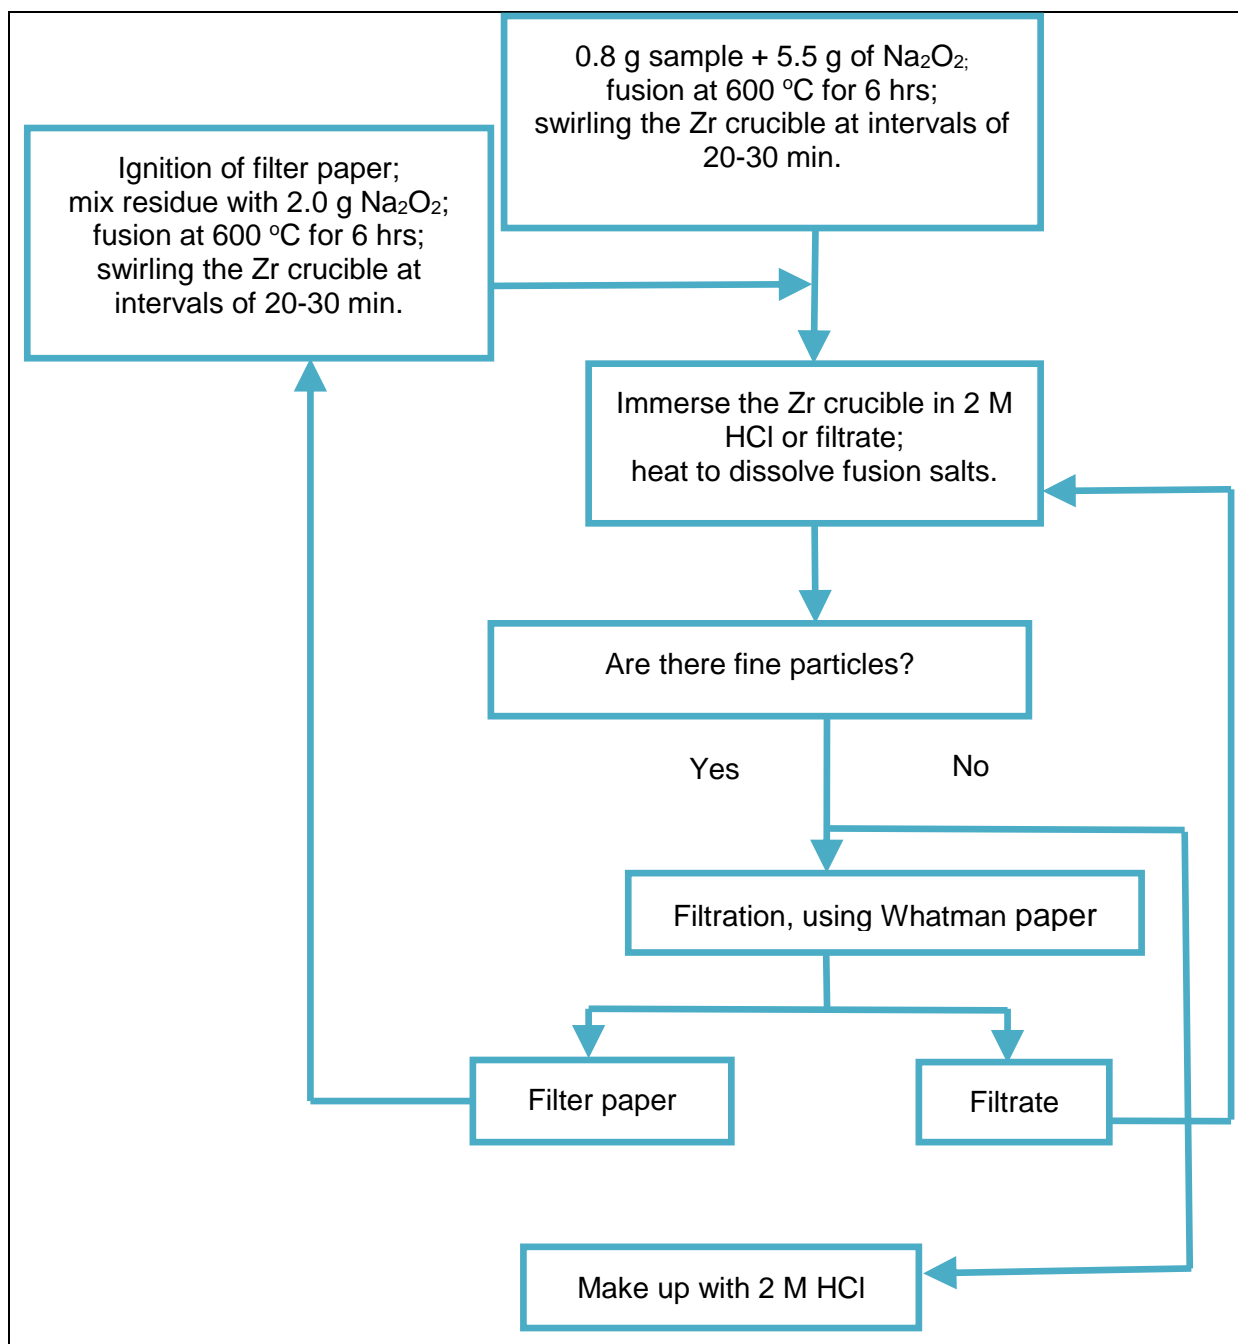 0.8 g sample + 5.5 g of Na₂O₂;
fusion at 600 ᵒC for 6 hrs;
swirling the Zr crucible at intervals of
20-30 min.
Ignition of filter paper;
mix residue with 2.0 g Na₂O₂;
fusion at 600 ᵒC for 6 hrs;
swirling the Zr crucible at
intervals of 20-30 min.
Immerse the Zr crucible in 2 M
HCl or filtrate;
heat to dissolve fusion salts.
Are there fine particles?
Yes
No
Filtration, using Whatman paper
Filter paper
Filtrate
Make up with 2 M HCl